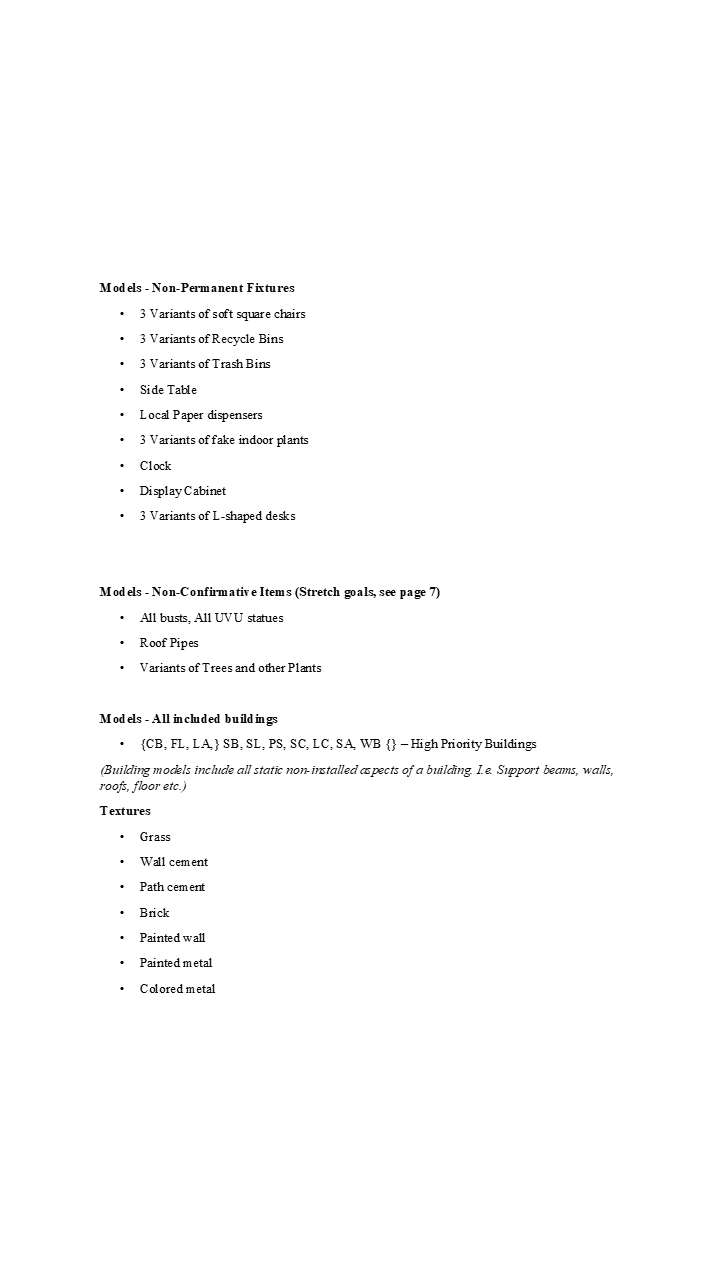 Models - Non-Permanent Fixtures
• 3 Variants of soft square chairs
• 3 Variants of Recycle Bins
• 3 Variants of Trash Bins
• Side Table
• Local Paper dispensers
• 3 Variants of fake indoor plants
• Clock
• Display Cabinet
• 3 Variants of L-shaped desks
Models - Non-Confirmative Items (Stretch goals, see page 7)
• All busts, All UVU statues
• Roof Pipes
• Variants of Trees and other Plants
Models - All included buildings
• {CB, FL, LA,} SB, SL, PS, SC, LC, SA, WB {} – High Priority Buildings
(Building models include all static non-installed aspects of a building. I.e. Support beams, walls,
roofs, floor etc.)
Textures
• Grass
• Wall cement
• Path cement
• Brick
• Painted wall
• Painted metal
• Colored metal